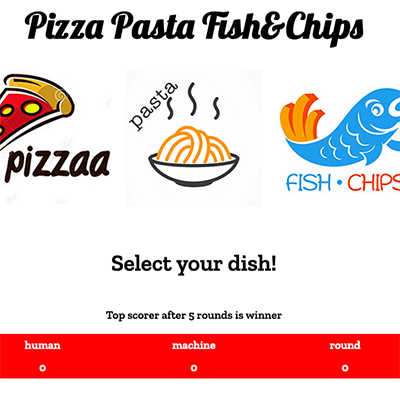 Pizza Pasta Fish&Chips
pasta
pizzaa
FISH • CHIPS
Select your dish!
Top scorer after 5 rounds is winner
human machine round
0 0 0